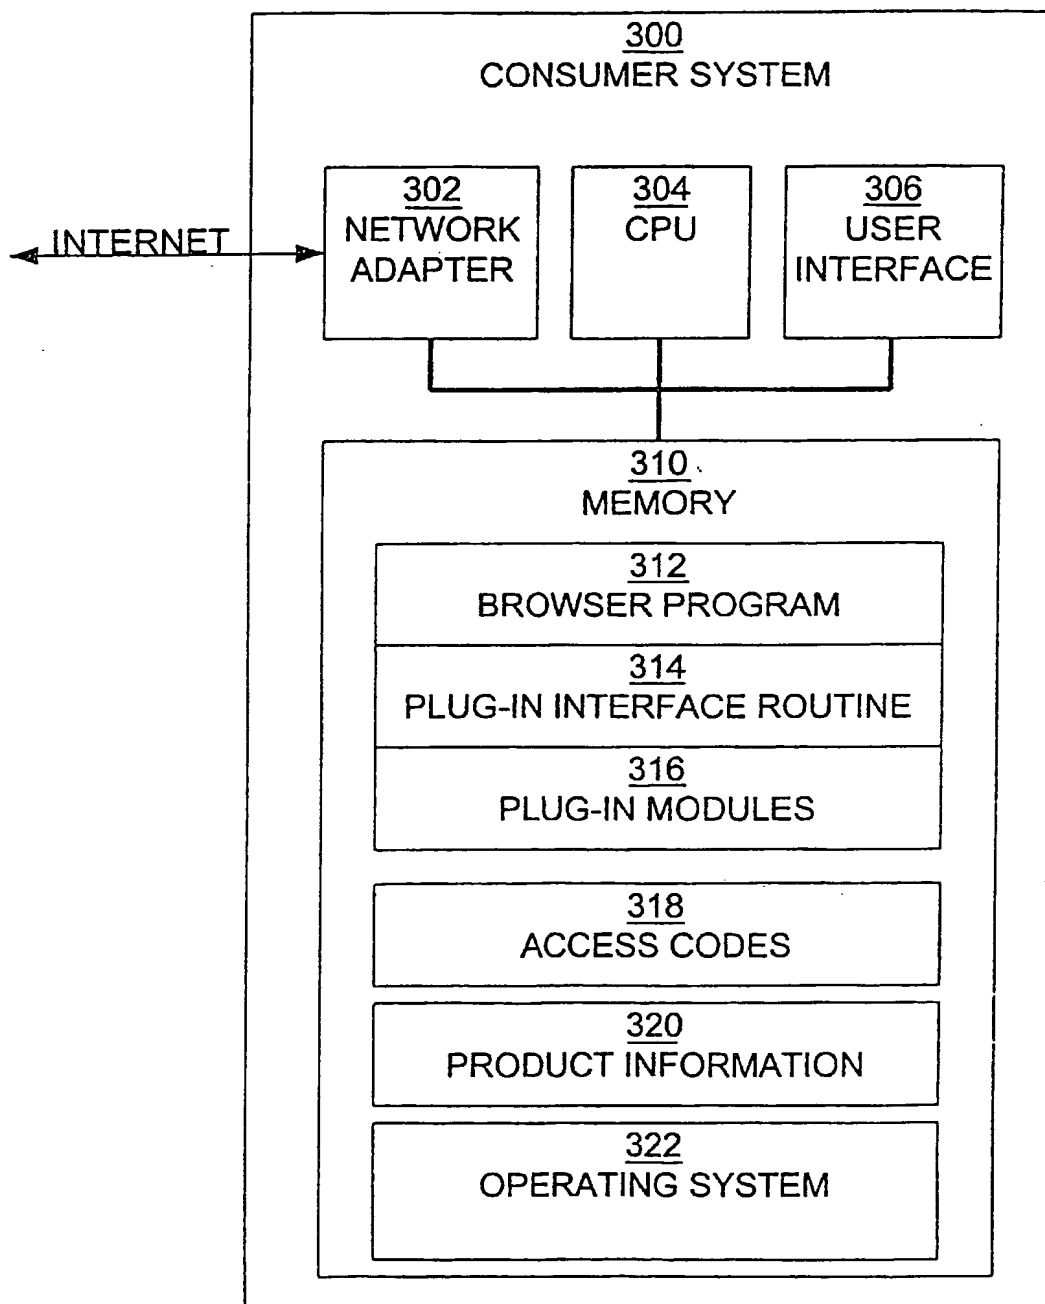 300
CONSUMER SYSTEM
302
NETWORK
ADAPTER
304
CPU
306
USER
INTERFACE
INTERNET
310
MEMORY
312
BROWSER PROGRAM
314
PLUG-IN INTERFACE ROUTINE
316
PLUG-IN MODULES
318
ACCESS CODES
320
PRODUCT INFORMATION
322
OPERATING SYSTEM